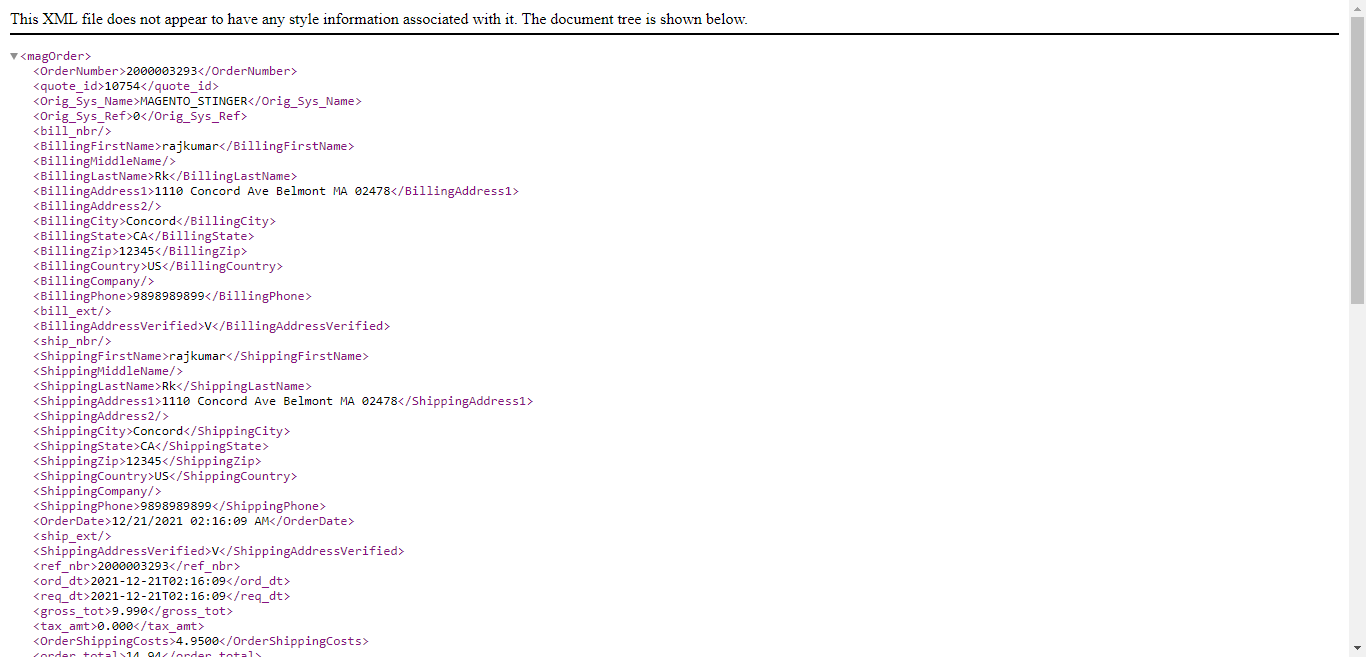 This XML file does not appear to have any style information associated with it. The document tree is shown below.
▼<magOrder>
<OrderNumber>2000003293</OrderNumber>
<quote_id>10754</quote_id>
<Orig_Sys_Name>MAGENTO_STINGER</Orig_Sys_Name>
<Orig_Sys_Ref>0</Orig_Sys_Ref>
<bill_nbr/>
<BillingFirstName>rajkumar</BillingFirstName>
<BillingMiddleName/>
<BillingLastName>Rk</BillingLastName>
<BillingAddress1>1110 Concord Ave Belmont MA 02478</BillingAddress1>
<BillingAddress2/>
<BillingCity>Concord</BillingCity>
<BillingState>CA</BillingState>
<BillingZip>12345</BillingZip>
<BillingCountry>US</BillingCountry>
<BillingCompany/>
<BillingPhone>9898989899</BillingPhone>
<bill_ext/>
<BillingAddressVerified>V</BillingAddressVerified>
<ship_nbr/>
<ShippingFirstName>rajkumar</ShippingFirstName>
<ShippingMiddleName/>
<ShippingLastName>Rk</ShippingLastName>
<ShippingAddress1>1110 Concord Ave Belmont MA 02478</ShippingAddress1>
<ShippingAddress2/>
<ShippingCity>Concord</ShippingCity>
<ShippingState>CA</ShippingState>
<ShippingZip>12345</ShippingZip>
<ShippingCountry>US</ShippingCountry>
<ShippingCompany/>
<ShippingPhone>9898989899</ShippingPhone>
<OrderDate>12/21/2021 02:16:09 AM</OrderDate>
<ship_ext/>
<ShippingAddressVerified>V</ShippingAddressVerified>
<ref_nbr>2000003293</ref_nbr>
<ord_dt>2021-12-21T02:16:09</ord_dt>
<req_dt>2021-12-21T02:16:09</req_dt>
<gross_tot>9.990</gross_tot>
<tax_amt>0.000</tax_amt>
<OrderShippingCosts>4.9500</OrderShippingCosts>
<order_total>14.94</order_total>